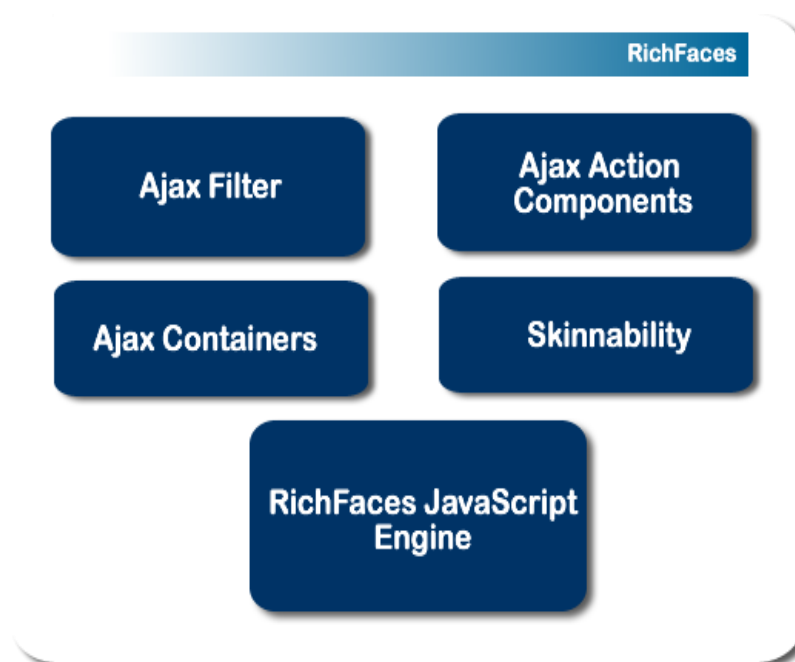 RichFaces
Ajax Filter
Ajax Action
Components
Ajax Containers
Skinnability
RichFaces JavaScript
Engine